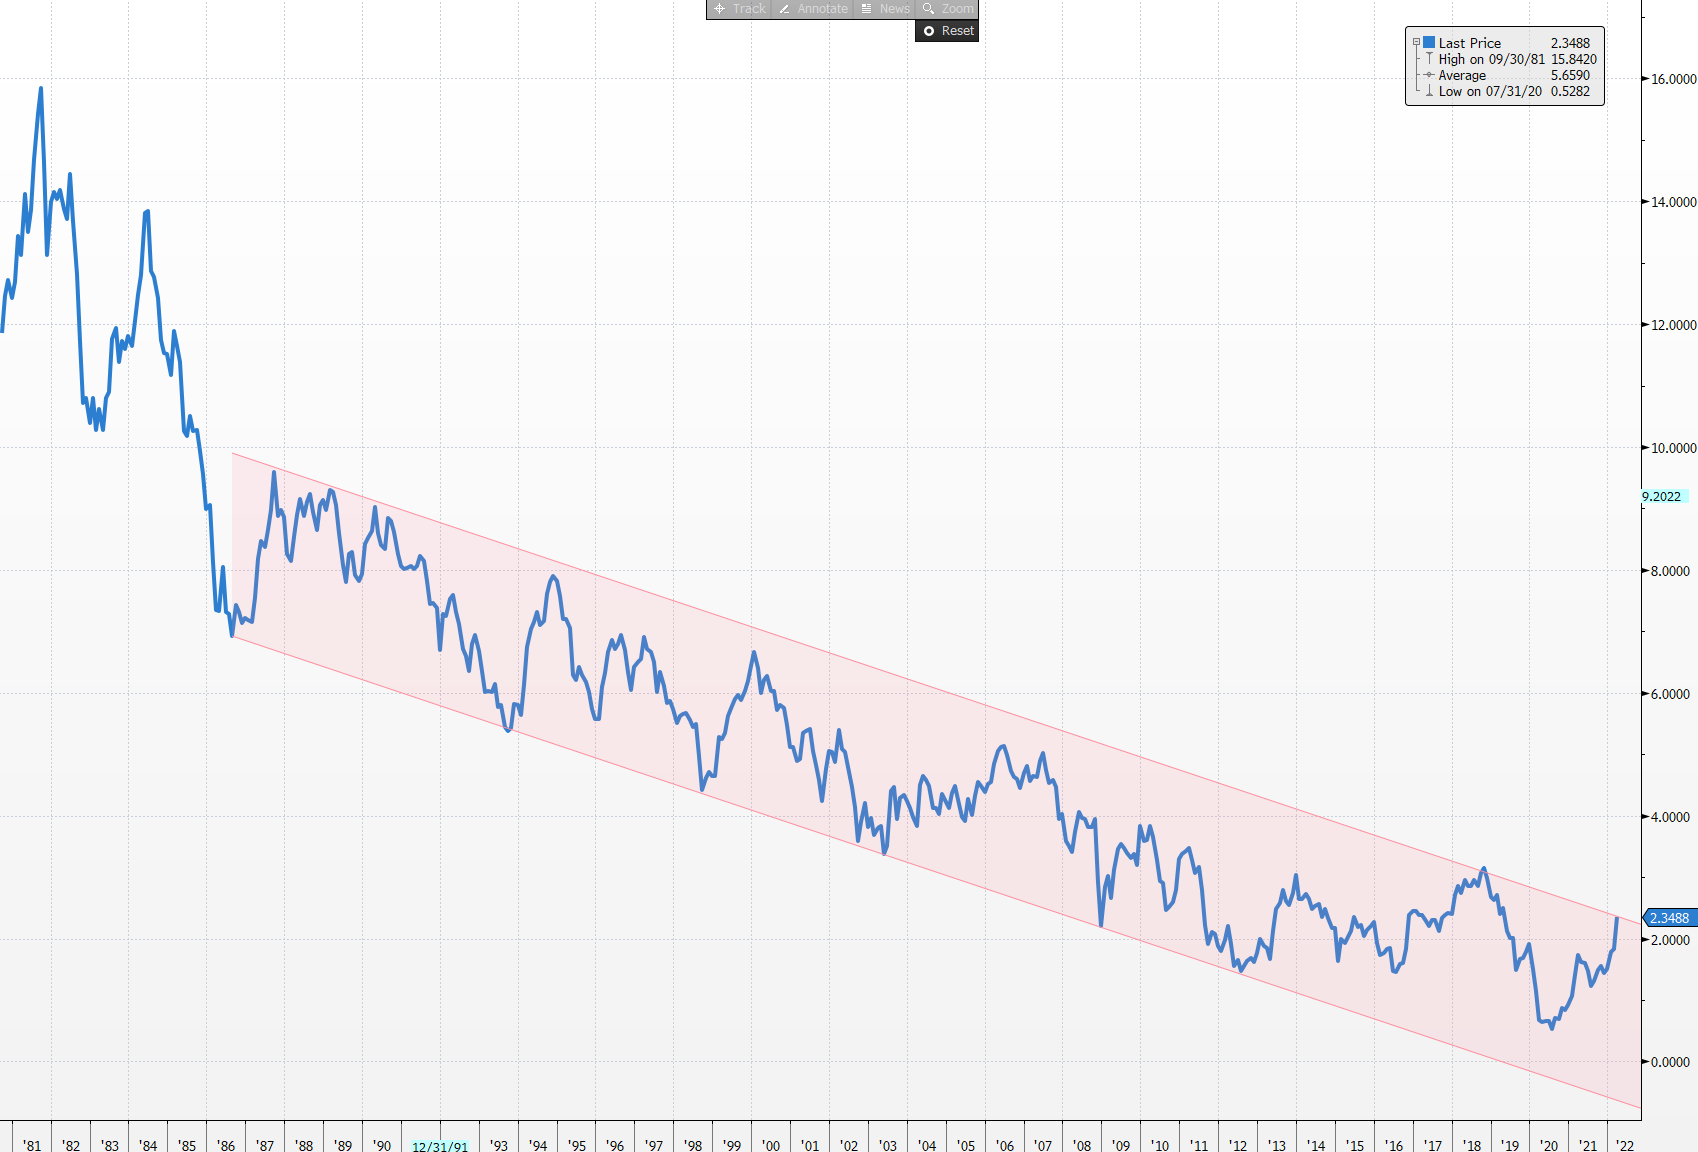 Track Annotate News Zoom
Reset
Last Price 2.3488
High on 09/30/81 15.8420
Average 5.6590
Low on 07/31/20 0.5282
16.0000
14.0000
12.0000
10.0000
9.2022
8.0000
6.0000
4.0000
2.3488
2.0000
0.0000
'81 '82 '83 '84 '85 '86 '87 '88 '89 '90 12/31/91 '93 '94 '95 '96 '97 '98 '99 '00 '01 '02 '03 '04 '05 '06 '07 '08 '09 '10 '11 '12 '13 '14 '15 '16 '17 '18 '19 '20 '21 '22